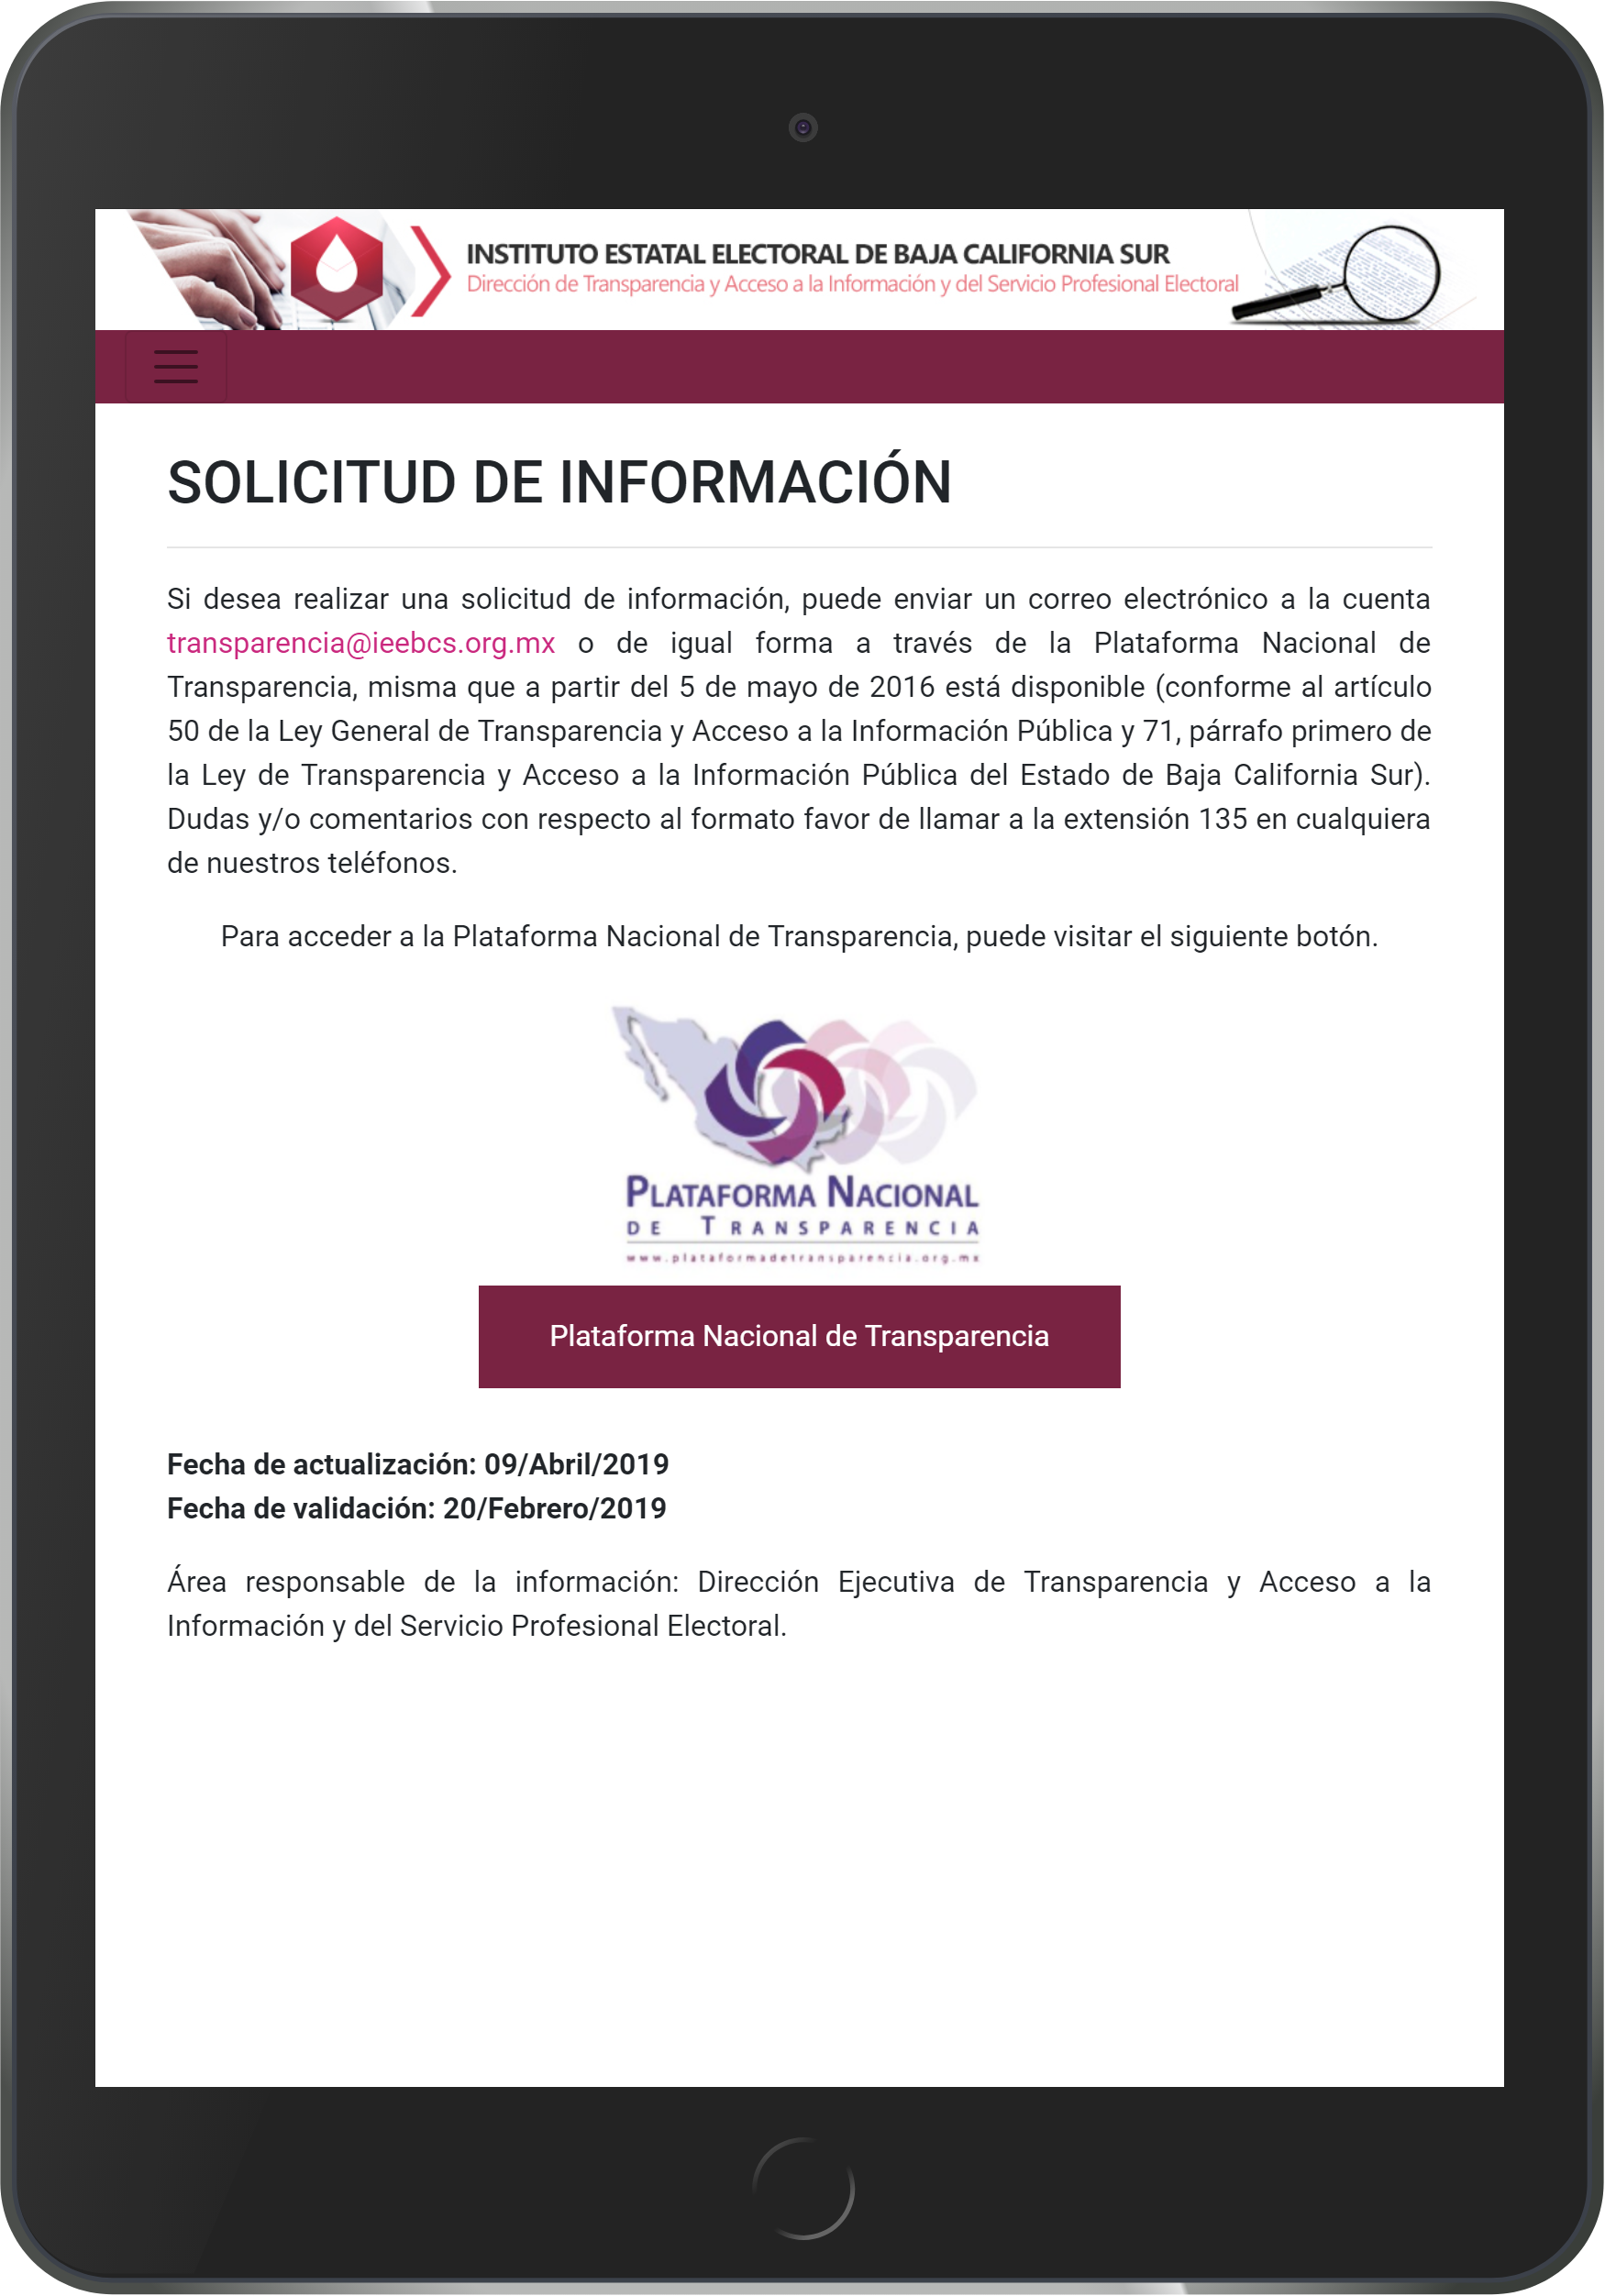 INSTITUTO ESTATAL ELECTORAL DE BAJA CALIFORNIA SUR
Dirección de Transparencia y Acceso a la Información y del Servicio Profesional Electoral
SOLICITUD DE INFORMACIÓN
Si desea realizar una solicitud de información, puede enviar un correo electrónico a la cuenta
transparencia@ieebcs.org.mx o de igual forma a través de la Plataforma Nacional de
Transparencia, misma que a partir del 5 de mayo de 2016 está disponible (conforme al artículo
50 de la Ley General de Transparencia y Acceso a la Información Pública y 71, párrafo primero de
la Ley de Transparencia y Acceso a la Información Pública del Estado de Baja California Sur).
Dudas y/o comentarios con respecto al formato favor de llamar a la extensión 135 en cualquiera
de nuestros teléfonos.
Para acceder a la Plataforma Nacional de Transparencia, puede visitar el siguiente botón.
PLATAFORMA NACIONAL
DE TRANSPARENCIA
www.plataformadetransparencia.org.mx
Plataforma Nacional de Transparencia
Fecha de actualización: 09/Abril/2019
Fecha de validación: 20/Febrero/2019
Área responsable de la información: Dirección Ejecutiva de Transparencia y Acceso a la
Información y del Servicio Profesional Electoral.